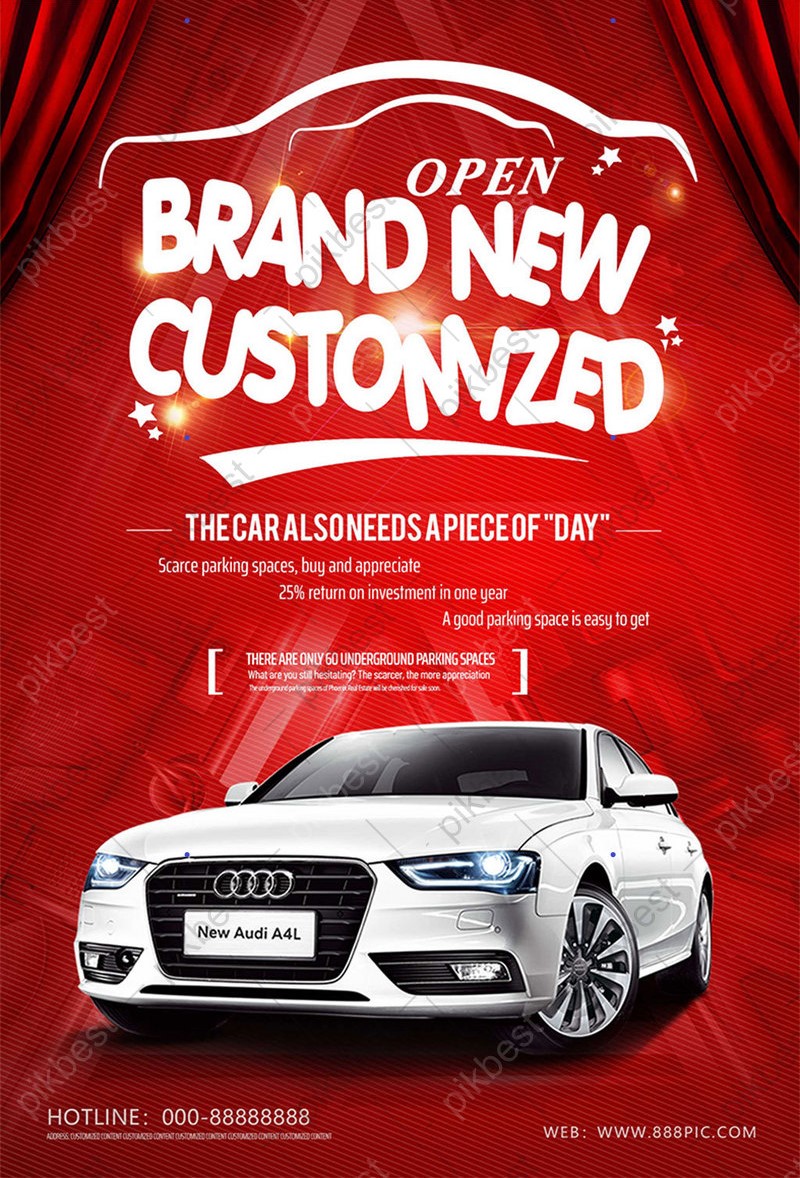 OPEN
BRAND NEW
CUSTOMYZED
THE CAR ALSO NEEDS A PIECE OF "DAY"
Scarce parking spaces, buy and appreciate
25% return on investment in one year
A good parking space is easy to get
THERE ARE ONLY 60 UNDERGROUND PARKING SPACES
What are you still hesitating? The scarcer, the more appreciation
The underground parking spaces of Phoenix Real Estate will be cherished for sale soon.
New Audi A4L
HOTLINE: 000-88888888
ADDRESS: CUSTOMIZED CONTENT CUSTOMIZED CONTENT CUSTOMIZED CONTENT CUSTOMIZED CONTENT CUSTOMIZED CONTENT
WEB: WWW.888PIC.COM
pikbest